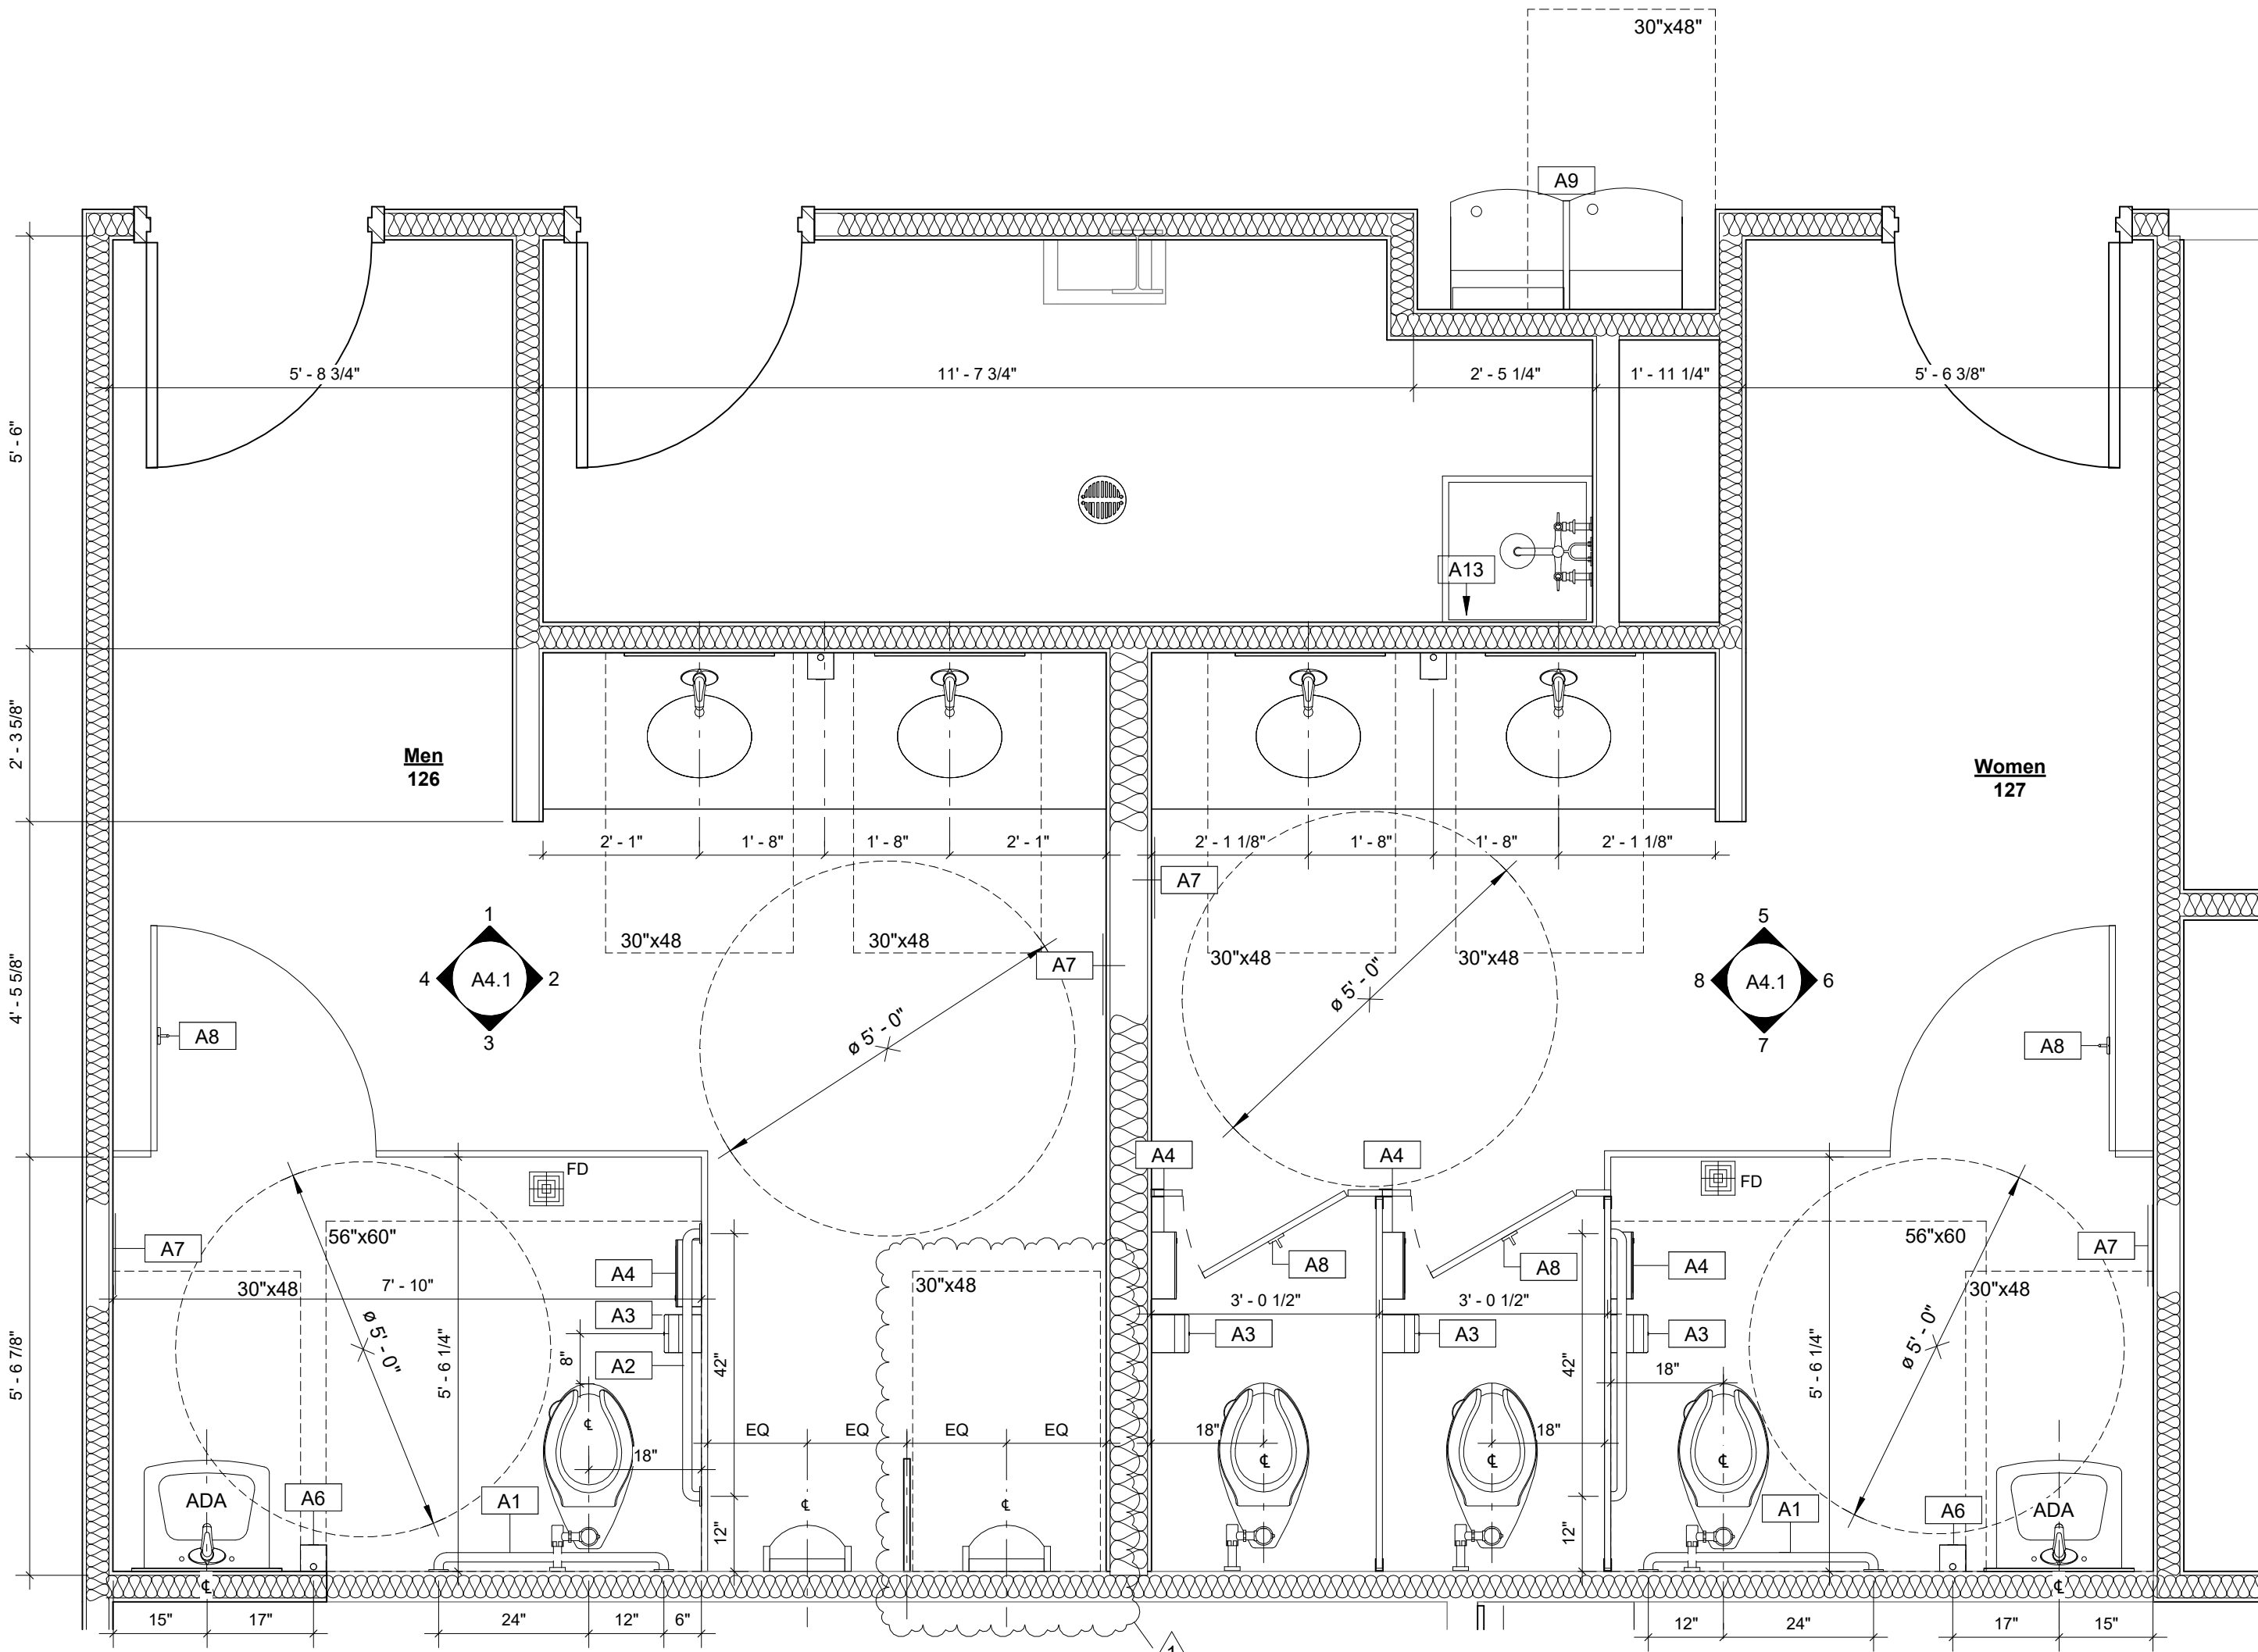 30"x48"
A9
5' - 8 3/4"
11' - 7 3/4"
2' - 5 1/4"
1' - 11 1/4"
5' - 6 3/8"
5' - 6"
A13
2' - 3 5/8"
Men
126
Women
127
2' - 1"
1' - 8"
1' - 8"
2' - 1"
2' - 1 1/8"
1' - 8"
1' - 8"
2' - 1 1/8"
A7
30"x48
30"x48
A7
30"x48
30"x48
1
4
A4.1
2
3
5
8
A4.1
6
7
4' - 5 5/8"
A8
ø 5' - 0"
ø 5' - 0"
A8
FD
A4
A4
FD
A7
56"x60"
30"x48
7' - 10"
A4
A3
A2
8"
42"
ø 5' - 0"
5' - 6 1/4"
5' - 6 7/8"
30"x48
A8
A8
3' - 0 1/2"
3' - 0 1/2"
A3
A3
A3
A4
42"
18"
56"x60
A7
30"x48
ø 5' - 0"
5' - 6 1/4"
℄
18"
EQ
EQ
EQ
EQ
18"
℄
18"
℄
℄
ADA
A6
A1
12"
℄
℄
12"
A1
A6
ADA
℄
℄
15"
17"
24"
12"
6"
12"
24"
17"
15"
1